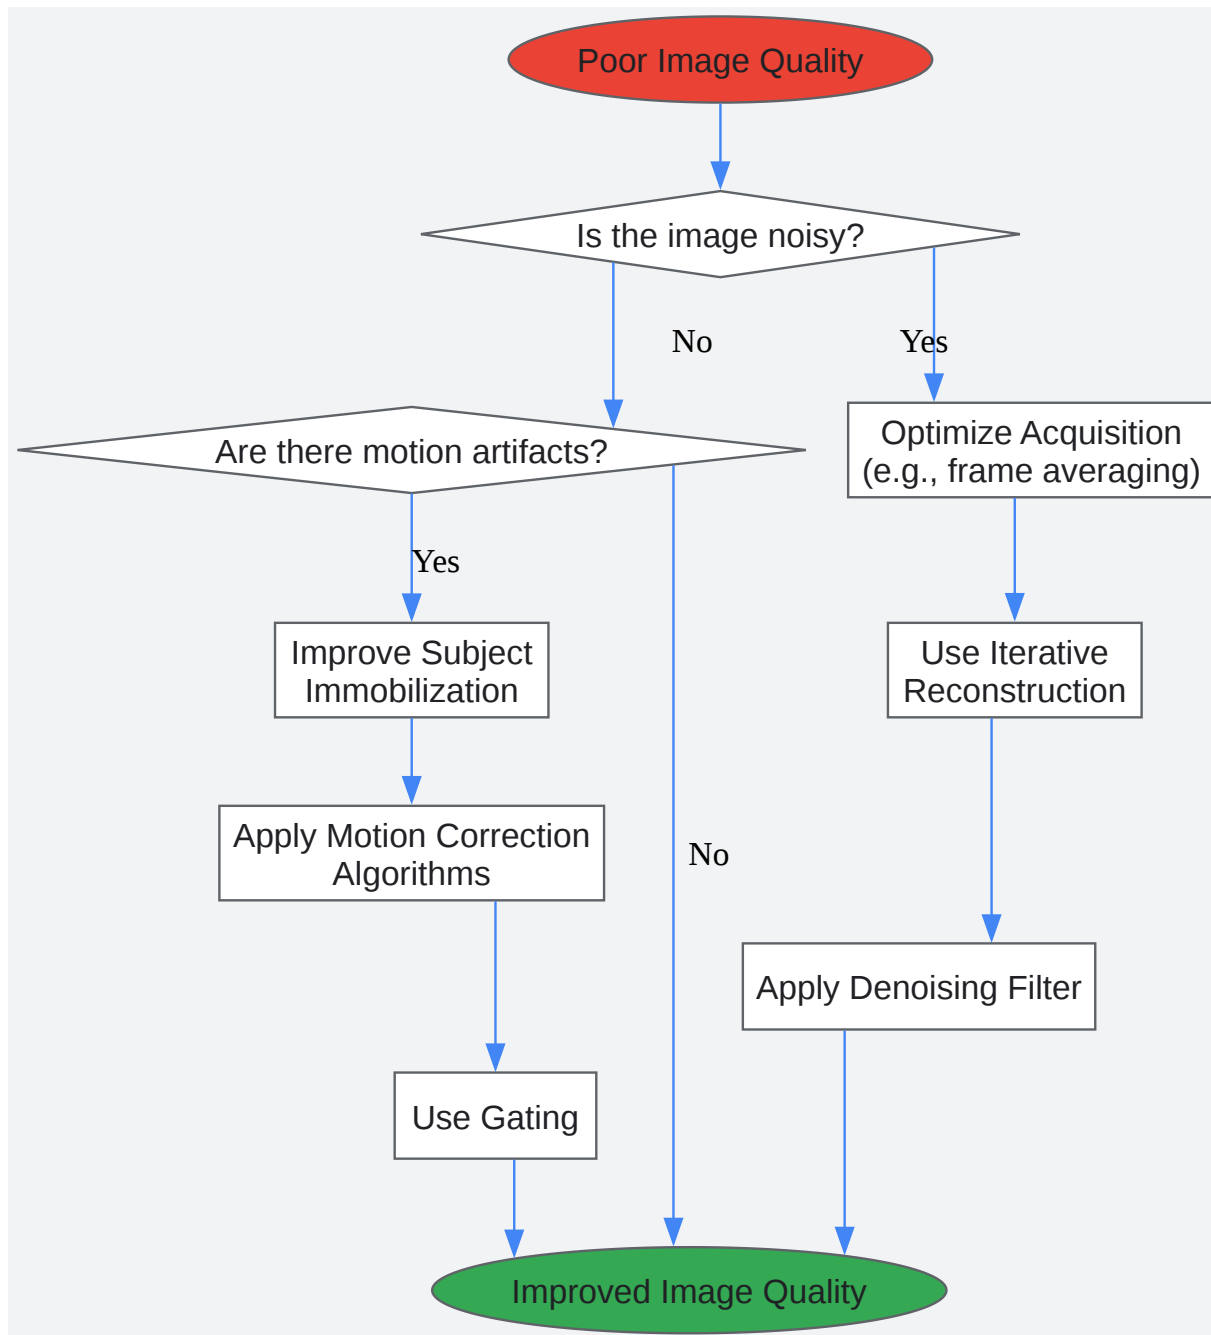 Poor Image Quality
Is the image noisy?
No
Yes
Are there motion artifacts?
Optimize Acquisition
(e.g., frame averaging)
Yes
Improve Subject
Immobilization
Use Iterative
Reconstruction
Apply Motion Correction
Algorithms
No
Apply Denoising Filter
Use Gating
Improved Image Quality